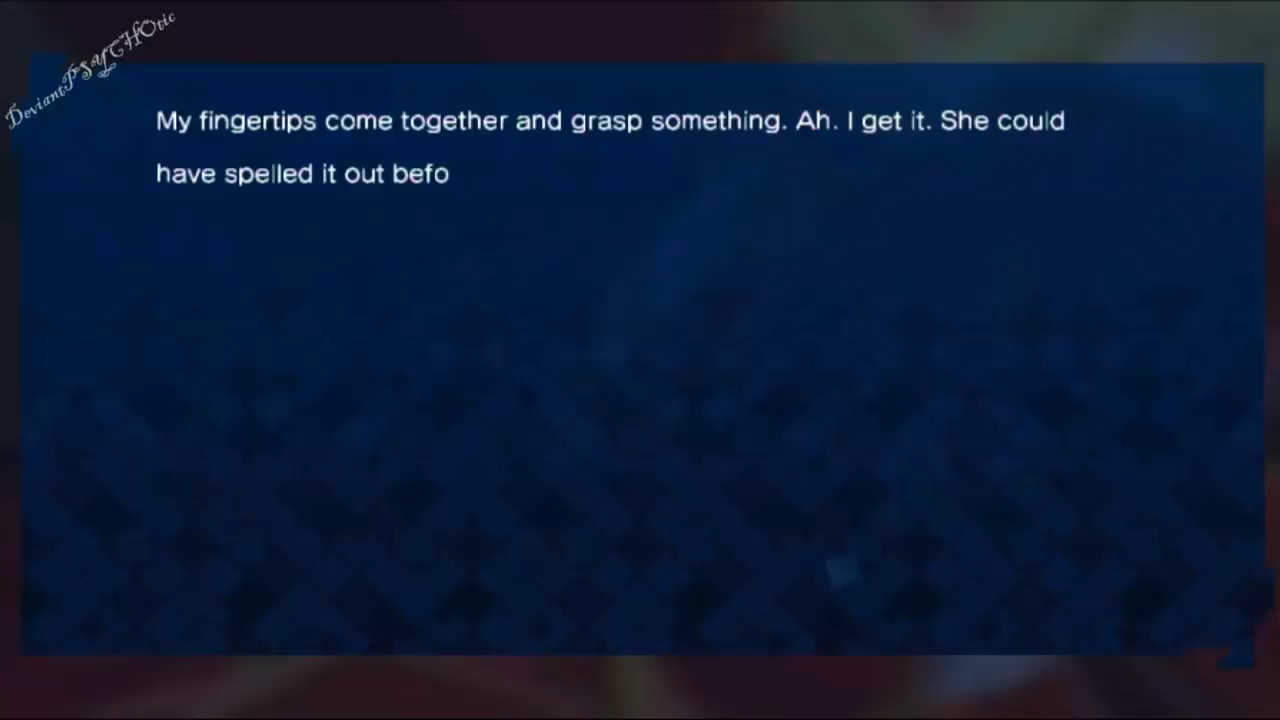 DeviantPSYCHOtic
My fingertips come together and grasp something. Ah. I get it. She could
have spelled it out befo